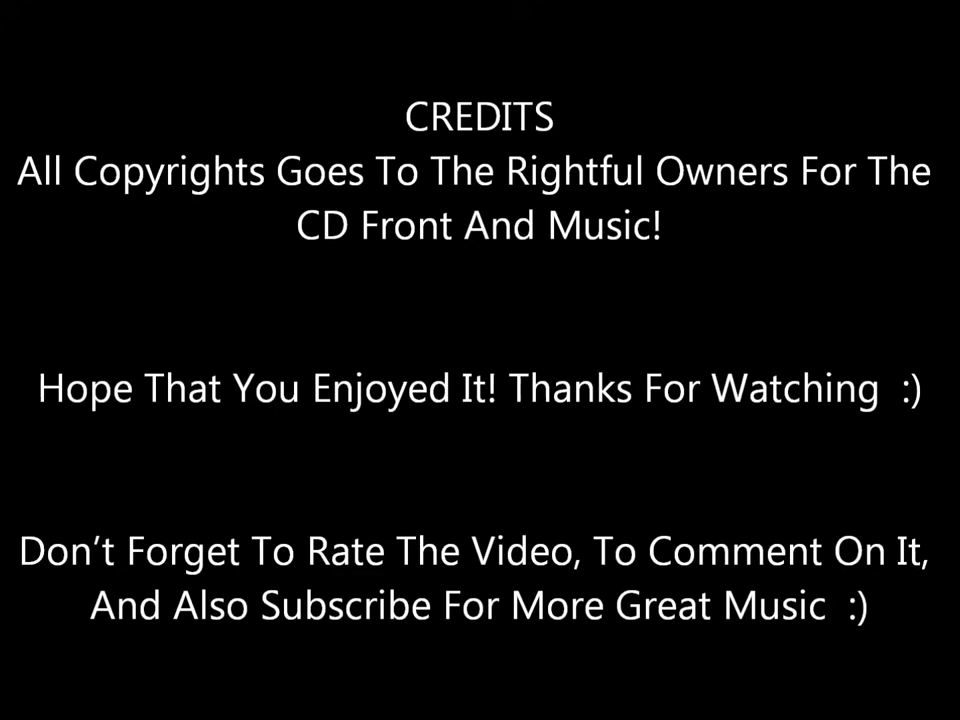 CREDITS
All Copyrights Goes To The Rightful Owners For The
CD Front And Music!
Hope That You Enjoyed It! Thanks For Watching  :)
Don’t Forget To Rate The Video, To Comment On It,
And Also Subscribe For More Great Music  :)